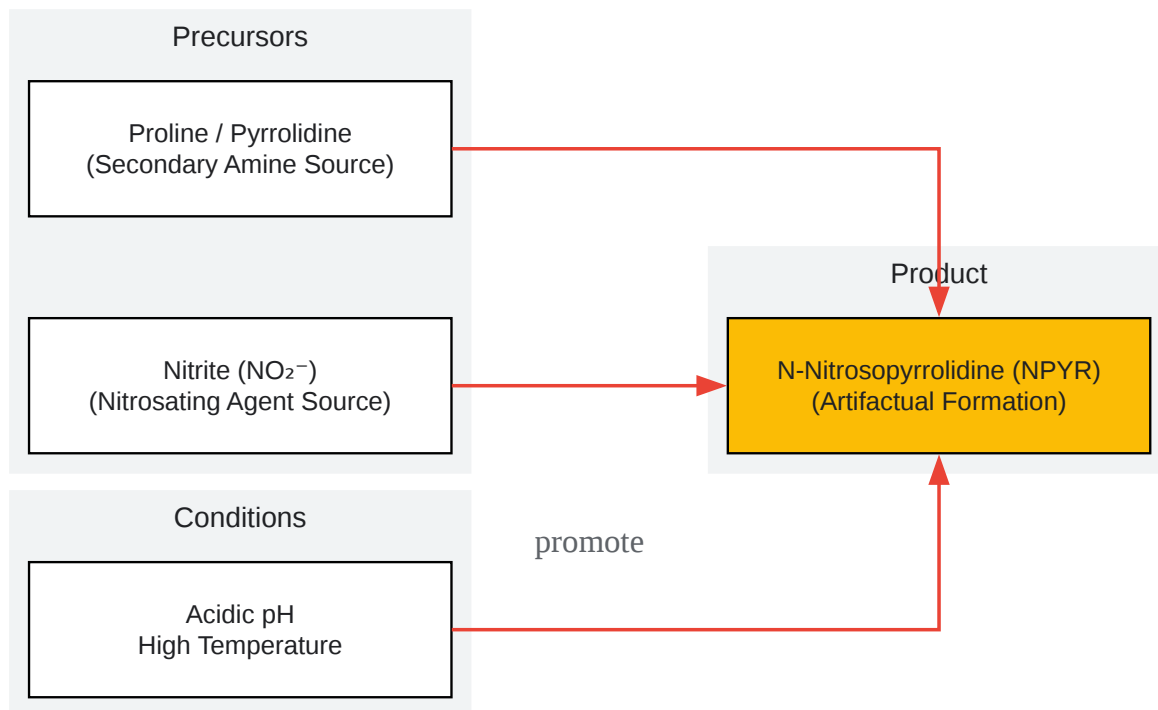 Precursors
Proline / Pyrrolidine
(Secondary Amine Source)
Nitrite (NO₂⁻)
(Nitrosating Agent Source)
Product
N-Nitrosopyrrolidine (NPYR)
(Artifactual Formation)
Conditions
Acidic pH
High Temperature
promote